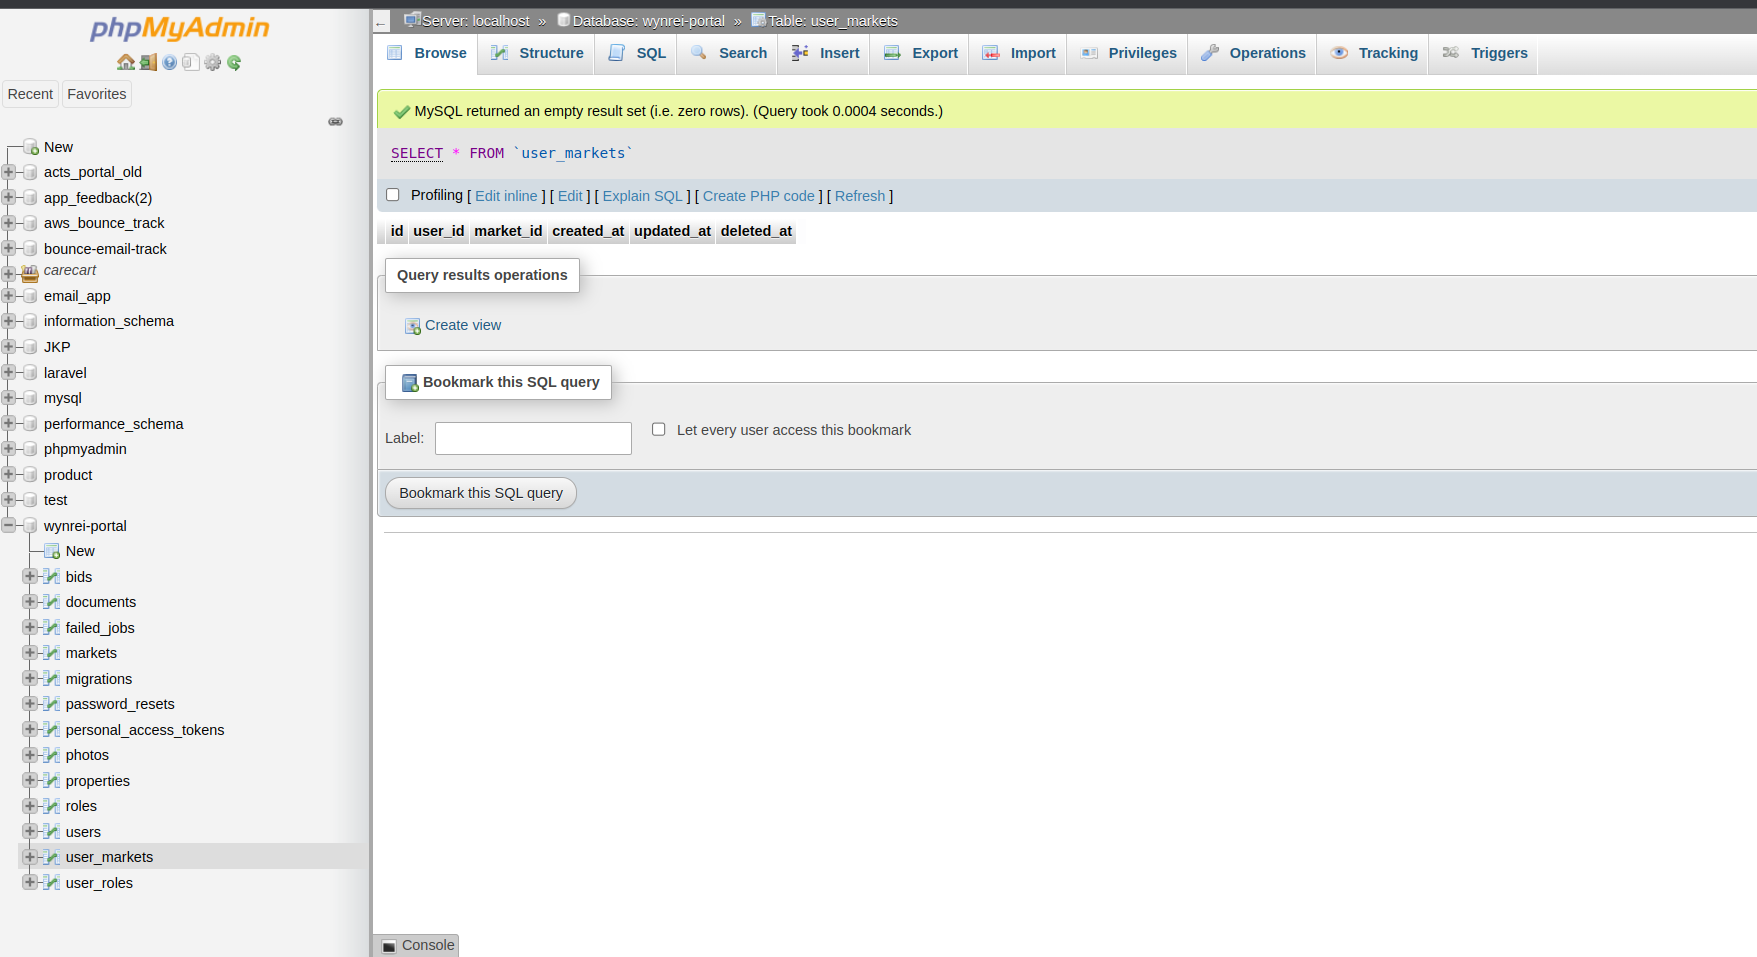 phpMyAdmin
Recent Favorites
New
acts_portal_old
app_feedback(2)
aws_bounce_track
bounce-email-track
carecart
email_app
information_schema
JKP
laravel
mysql
performance_schema
phpmyadmin
product
test
wynrei-portal
New
bids
documents
failed_jobs
markets
migrations
password_resets
personal_access_tokens
photos
properties
roles
users
user_markets
user_roles
← Server: localhost » Database: wynrei-portal » Table: user_markets
Browse Structure SQL Search Insert Export Import Privileges Operations Tracking Triggers
MySQL returned an empty result set (i.e. zero rows). (Query took 0.0004 seconds.)
SELECT * FROM `user_markets`
Profiling [ Edit inline ] [ Edit ] [ Explain SQL ] [ Create PHP code ] [ Refresh ]
id user_id market_id created_at updated_at deleted_at
Query results operations
Create view
Bookmark this SQL query
Label: Let every user access this bookmark
Bookmark this SQL query
Console